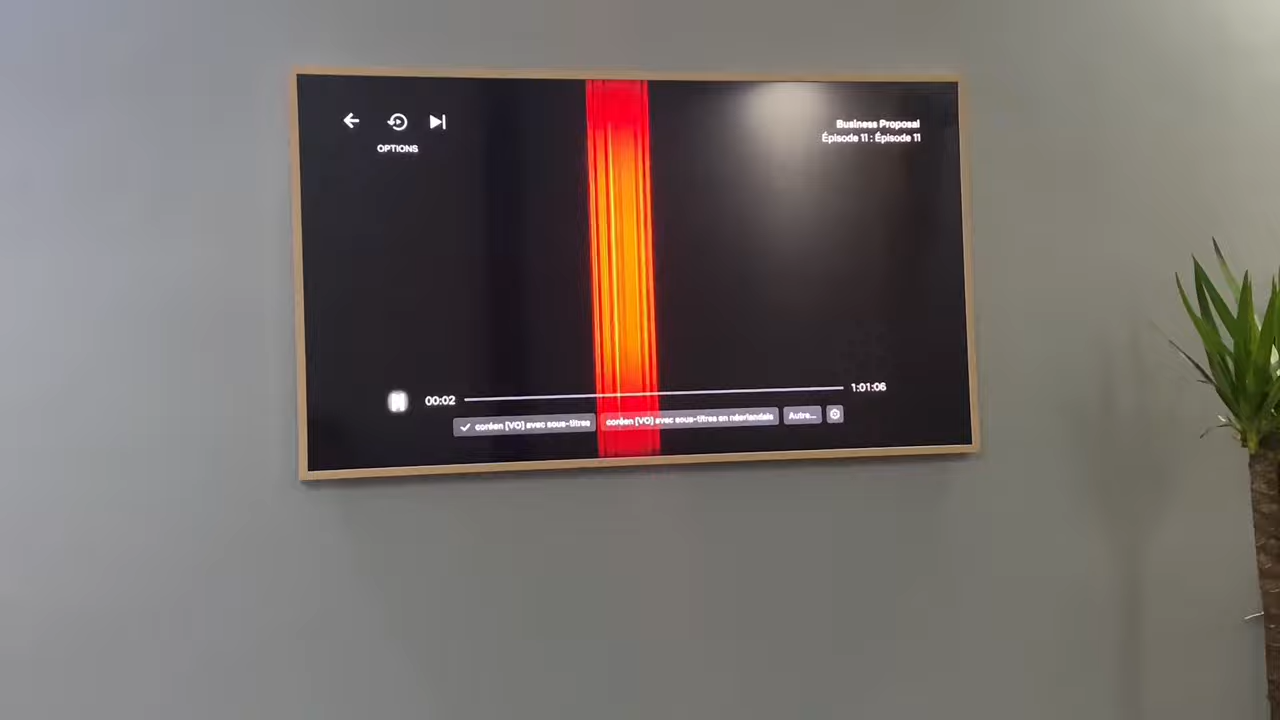 Business Proposal
Épisode 11 : Épisode 11
OPTIONS
00:02
1:01:06
coréen [VO] avec sous-titres
coréen [VO] avec sous-titres en néerlandais
Autre...